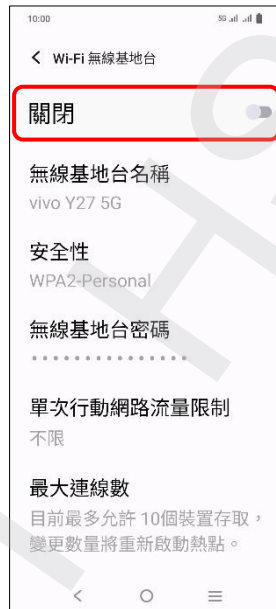 10:00 5G
Wi-Fi 無線基地台
關閉
無線基地台名稱
vivo Y27 5G
安全性
WPA2-Personal
無線基地台密碼
單次行動網路流量限制
不限
最大連線數
目前最多允許 10個裝置存取，
變更數量將重新啟動熱點。